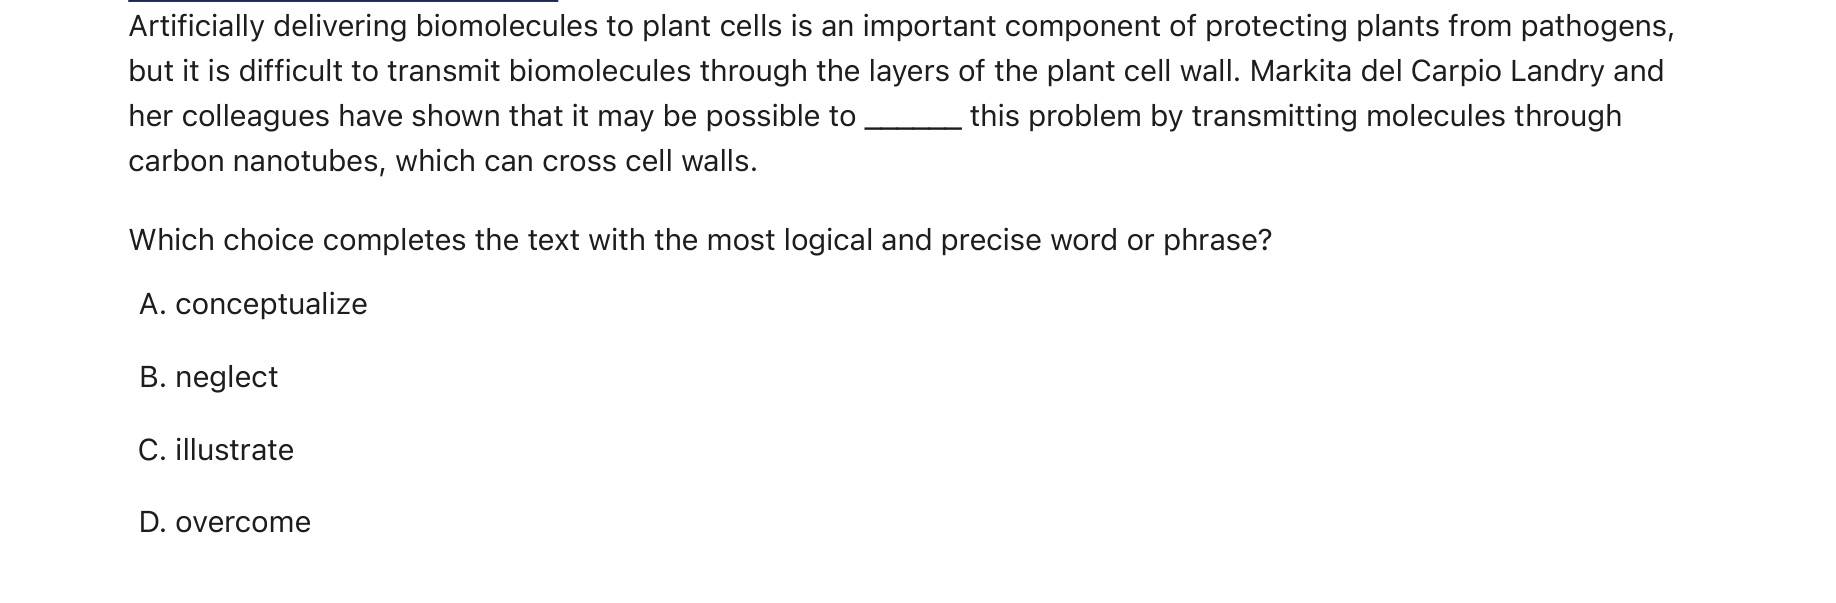 Artificially delivering biomolecules to plant cells is an important component of protecting plants from pathogens,
but it is difficult to transmit biomolecules through the layers of the plant cell wall. Markita del Carpio Landry and
her colleagues have shown that it may be possible to ______ this problem by transmitting molecules through
carbon nanotubes, which can cross cell walls.
Which choice completes the text with the most logical and precise word or phrase?
A. conceptualize
B. neglect
C. illustrate
D. overcome